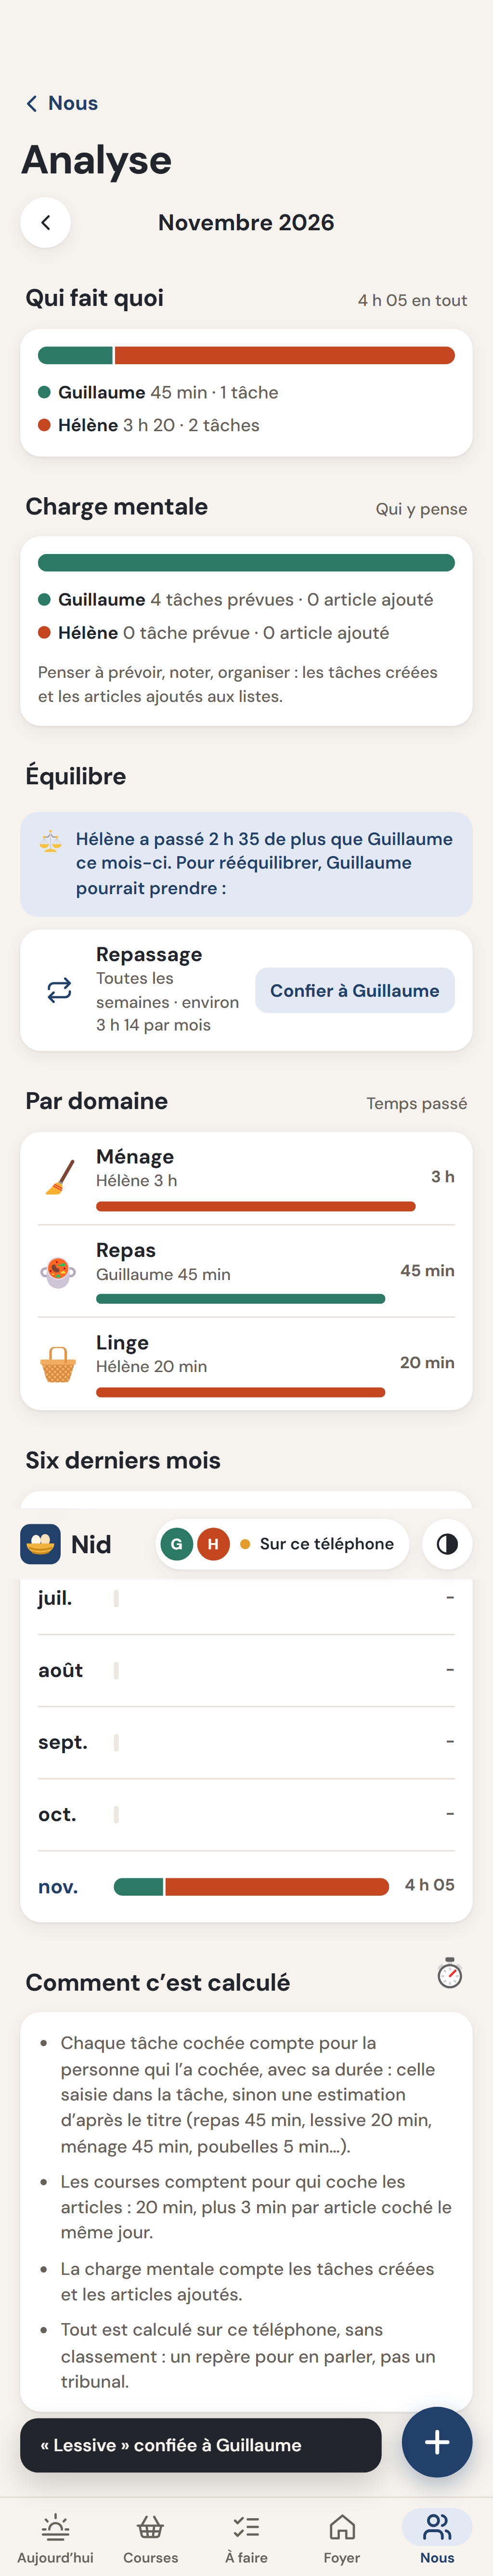 Nous
Analyse
Novembre 2026
Qui fait quoi
4 h 05 en tout
Guillaume 45 min · 1 tâche
Hélène 3 h 20 · 2 tâches
Charge mentale
Qui y pense
Guillaume 4 tâches prévues · 0 article ajouté
Hélène 0 tâche prévue · 0 article ajouté
Penser à prévoir, noter, organiser : les tâches créées
et les articles ajoutés aux listes.
Équilibre
Hélène a passé 2 h 35 de plus que Guillaume
ce mois-ci. Pour rééquilibrer, Guillaume
pourrait prendre :
Repassage
Toutes les
semaines · environ
3 h 14 par mois
Confier à Guillaume
Par domaine
Temps passé
Ménage
Hélène 3 h
3 h
Repas
Guillaume 45 min
45 min
Linge
Hélène 20 min
20 min
Six derniers mois
Nid
G
H
Sur ce téléphone
juil.
–
août
–
sept.
–
oct.
–
nov.
4 h 05
Comment c’est calculé
• Chaque tâche cochée compte pour la
personne qui l’a cochée, avec sa durée : celle
saisie dans la tâche, sinon une estimation
d’après le titre (repas 45 min, lessive 20 min,
ménage 45 min, poubelles 5 min…).
• Les courses comptent pour qui coche les
articles : 20 min, plus 3 min par article coché le
même jour.
• La charge mentale compte les tâches créées
et les articles ajoutés.
• Tout est calculé sur ce téléphone, sans
classement : un repère pour en parler, pas un
tribunal.
« Lessive » confiée à Guillaume
Aujourd’hui
Courses
À faire
Foyer
Nous